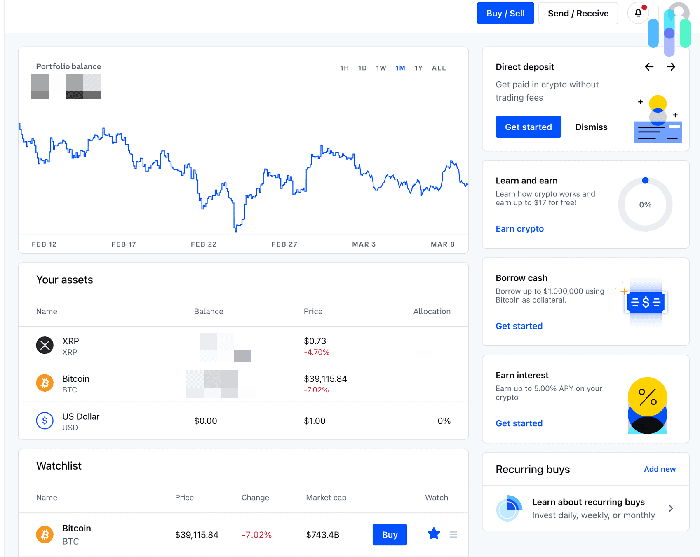 Buy / Sell
Send / Receive
Portfolio balance
1H 1D 1W 1M 1Y ALL
FEB 12 FEB 17 FEB 22 FEB 27 MAR 3 MAR 8
Your assets
Name Balance Price Allocation
XRP $0.73
XRP -4.70%
Bitcoin $39,115.84
BTC -7.02%
US Dollar $0.00 $1.00 0%
USD
Watchlist
Name Price Change Market cap Watch
Bitcoin $39,115.84 -7.02% $743.4B Buy
BTC
Direct deposit
Get paid in crypto without
trading fees
Get started Dismiss
Learn and earn
Learn how crypto works and
earn up to $17 for free!
0%
Earn crypto
Borrow cash
Borrow up to $1,000,000 using
Bitcoin as collateral.
Get started
Earn interest
Earn up to 5.00% APY on your
crypto
Get started
Recurring buys Add new
Learn about recurring buys
Invest daily, weekly, or monthly